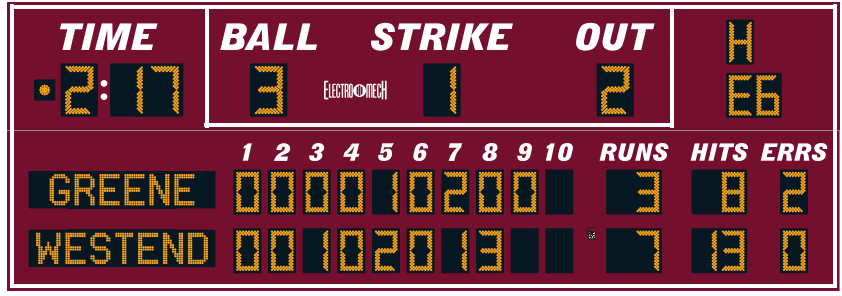 TIME BALL STRIKE OUT H
2:17 3 ELECTRO-MECH 1 2 E6
1 2 3 4 5 6 7 8 9 10 RUNS HITS ERRS
GREENE 0 0 0 0 1 0 2 0 0 3 8 2
WESTEND 0 0 1 0 2 0 1 3 7 13 0